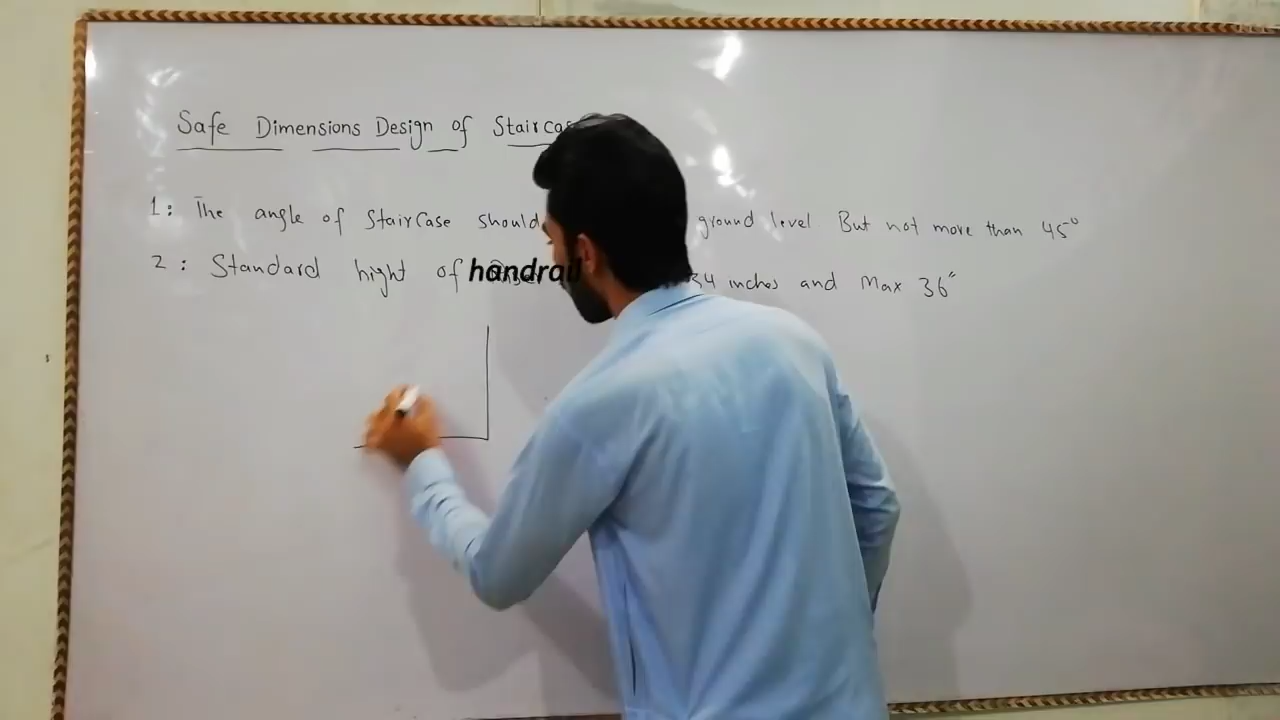 Safe Dimensions Design of Stairca
1: The angle of StairCase should ground level But not more than 45°
2: Standard hight of handrail 34 inches and Max 36"